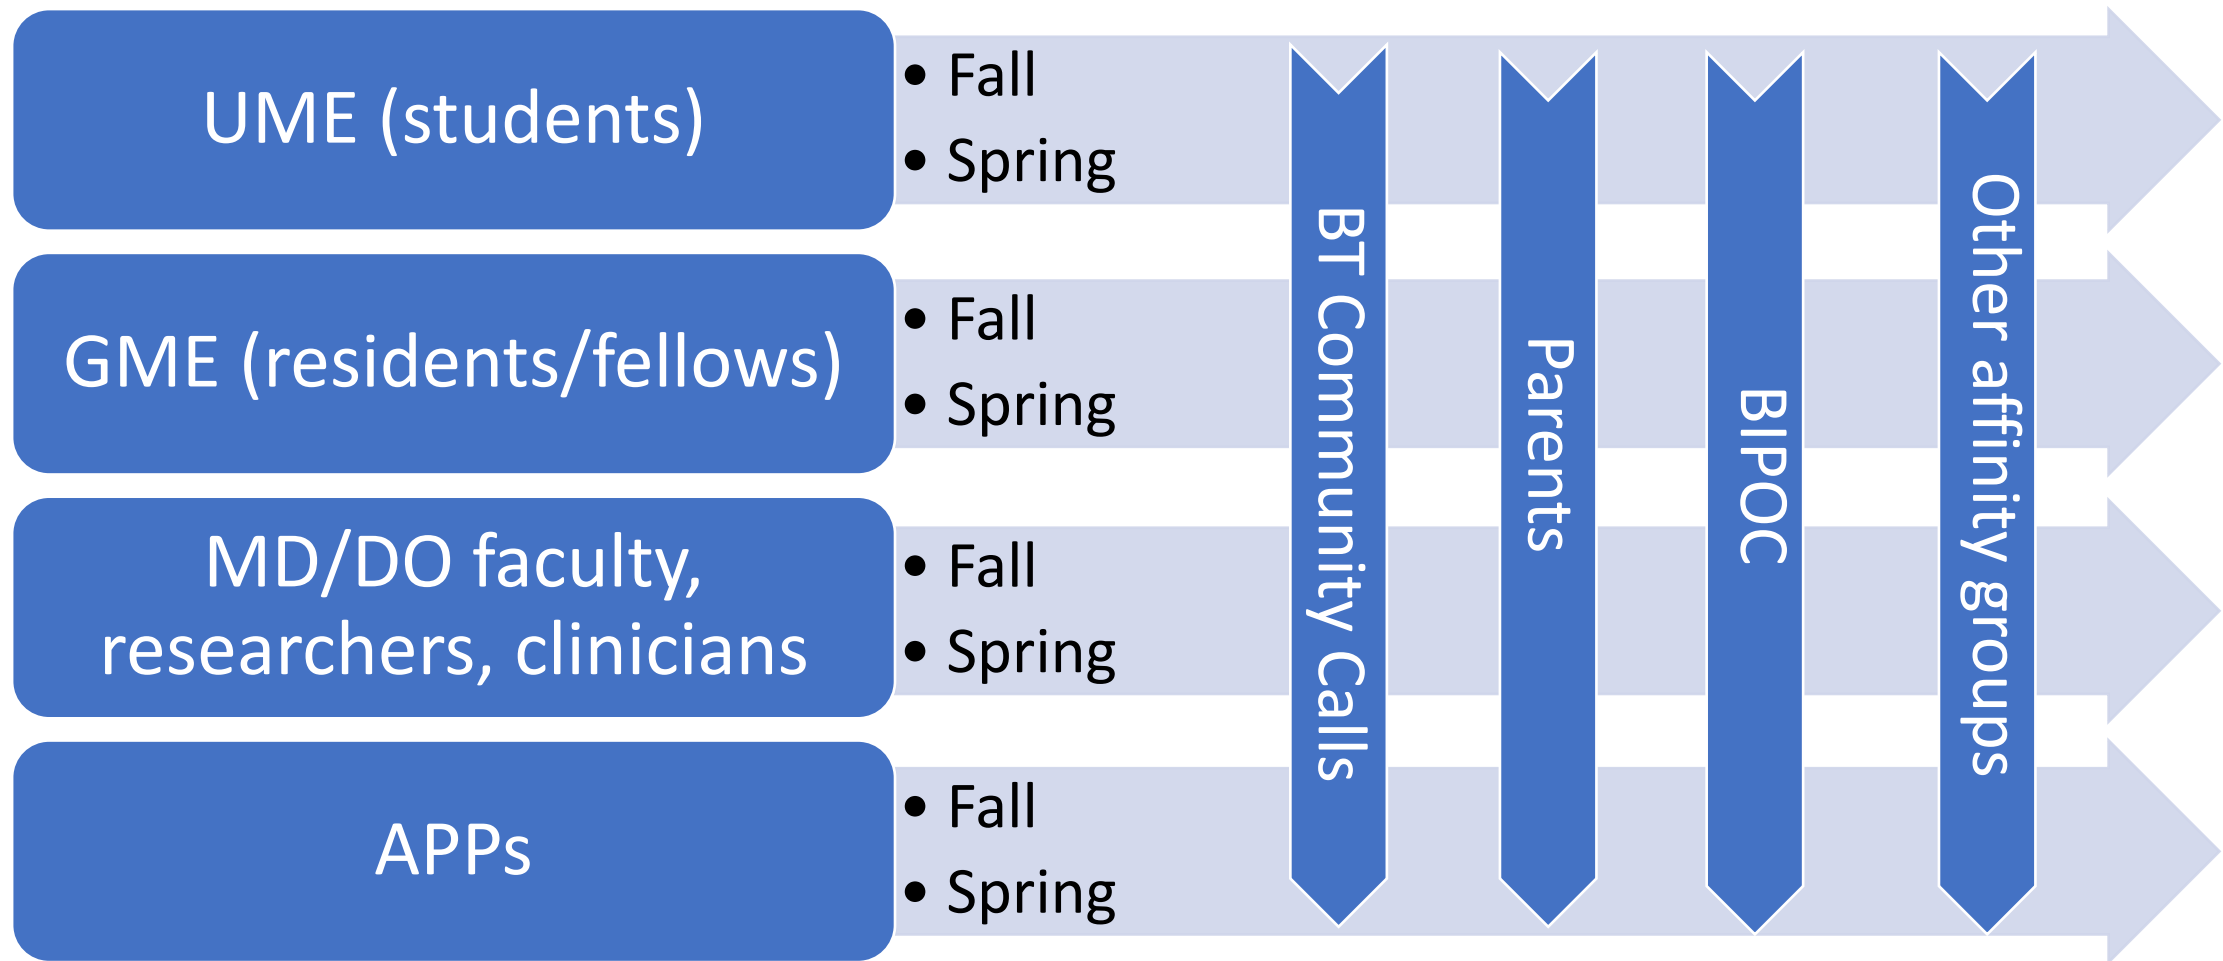 UME (students)
• Fall
• Spring
GME (residents/fellows)
• Fall
• Spring
MD/DO faculty,
researchers, clinicians
• Fall
• Spring
APPs
• Fall
• Spring
BT Community Calls
Parents
BIPOC
Other affinity groups